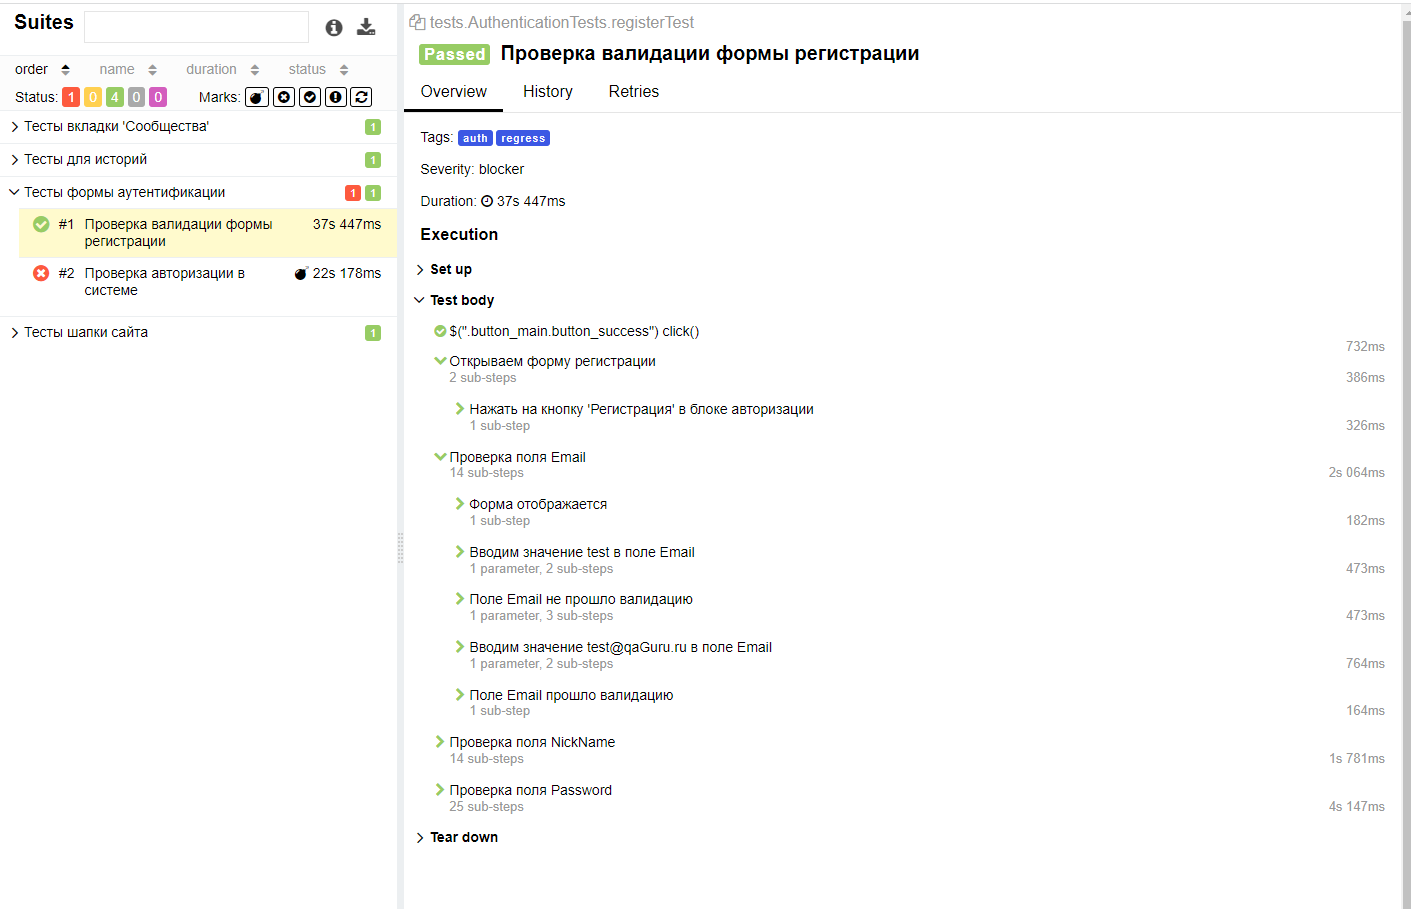 Suites
order name duration status
Status: 1 0 4 0 0 Marks:
Тесты вкладки 'Сообщества' 1
Тесты для историй 1
Тесты формы аутентификации 1 1
#1 Проверка валидации формы 37s 447ms
регистрации
#2 Проверка авторизации в 22s 178ms
системе
Тесты шапки сайта 1
tests.AuthenticationTests.registerTest
Passed Проверка валидации формы регистрации
Overview History Retries
Tags: auth regress
Severity: blocker
Duration: 37s 447ms
Execution
Set up
Test body
$(".button_main.button_success") click()
732ms
Открываем форму регистрации
2 sub-steps 386ms
Нажать на кнопку 'Регистрация' в блоке авторизации
1 sub-step 326ms
Проверка поля Email
14 sub-steps 2s 064ms
Форма отображается
1 sub-step 182ms
Вводим значение test в поле Email
1 parameter, 2 sub-steps 473ms
Поле Email не прошло валидацию
1 parameter, 3 sub-steps 473ms
Вводим значение test@qaGuru.ru в поле Email
1 parameter, 2 sub-steps 764ms
Поле Email прошло валидацию
1 sub-step 164ms
Проверка поля NickName
14 sub-steps 1s 781ms
Проверка поля Password
25 sub-steps 4s 147ms
Tear down